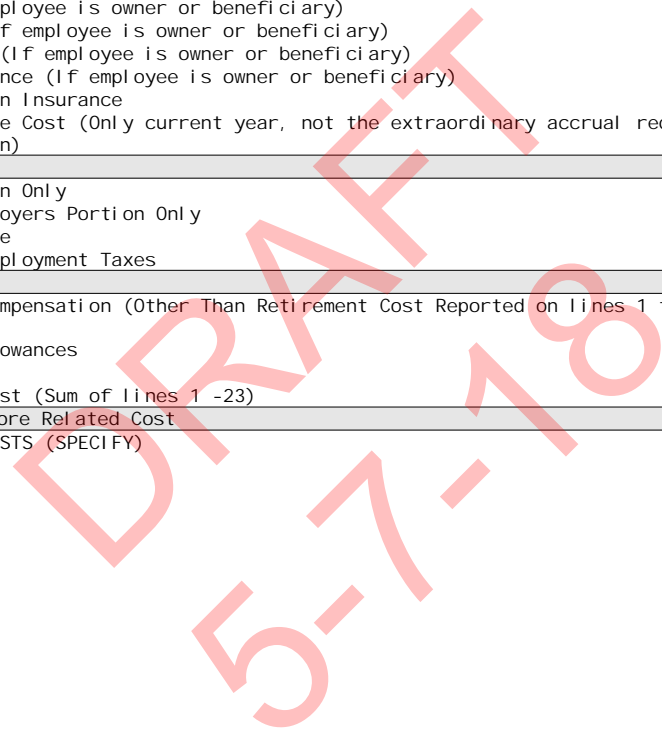 ployee is owner or beneficiary)
f employee is owner or beneficiary)
(If employee is owner or beneficiary)
nce (If employee is owner or beneficiary)
n Insurance
e Cost (Only current year, not the extraordinary accrual rec
n)
n Only
oyers Portion Only
e
ployment Taxes
mpensation (Other Than Retirement Cost Reported on lines 1 t
owances
st (Sum of lines 1 -23)
ore Related Cost
STS (SPECIFY)
DRAFT
5-7-18